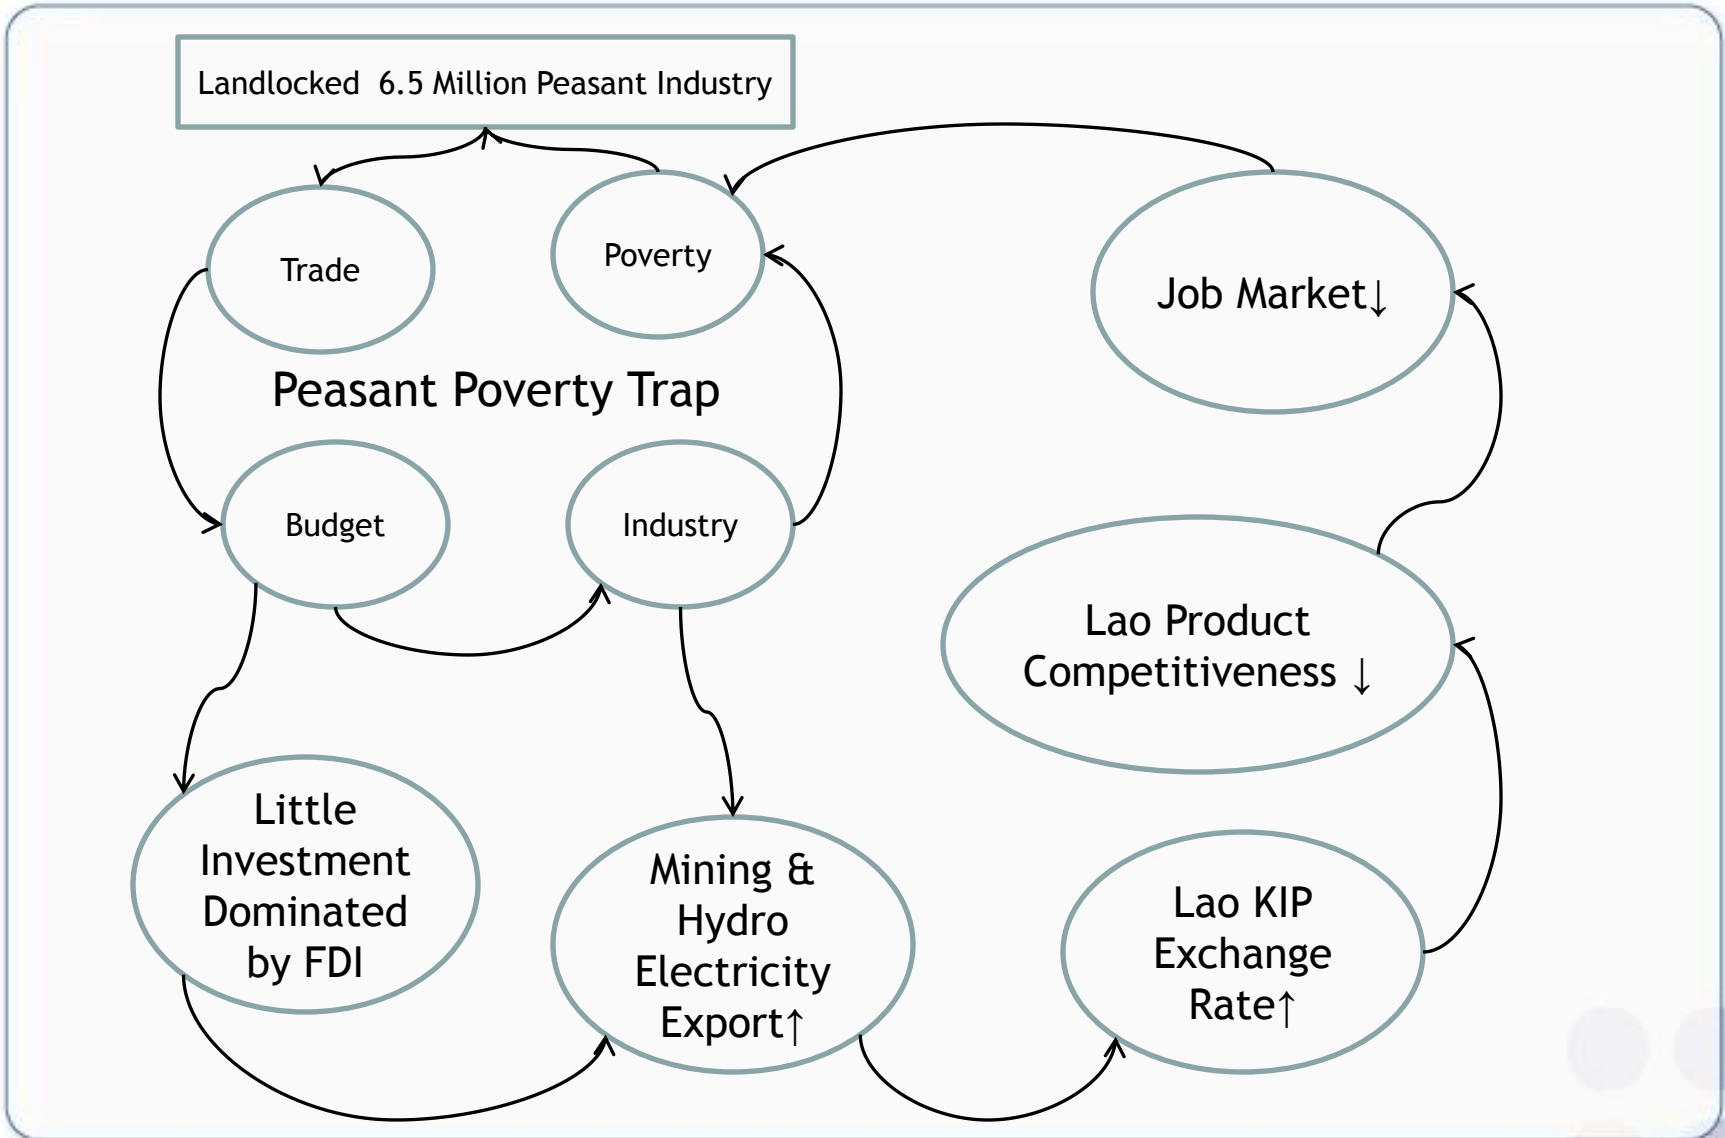 Landlocked  6.5 Million Peasant Industry
Trade
Poverty
Job Market↓
Peasant Poverty Trap
Budget
Industry
Lao Product
Competitiveness ↓
Little
Investment
Dominated
by FDI
Mining &
Hydro
Electricity
Export↑
Lao KIP
Exchange
Rate↑